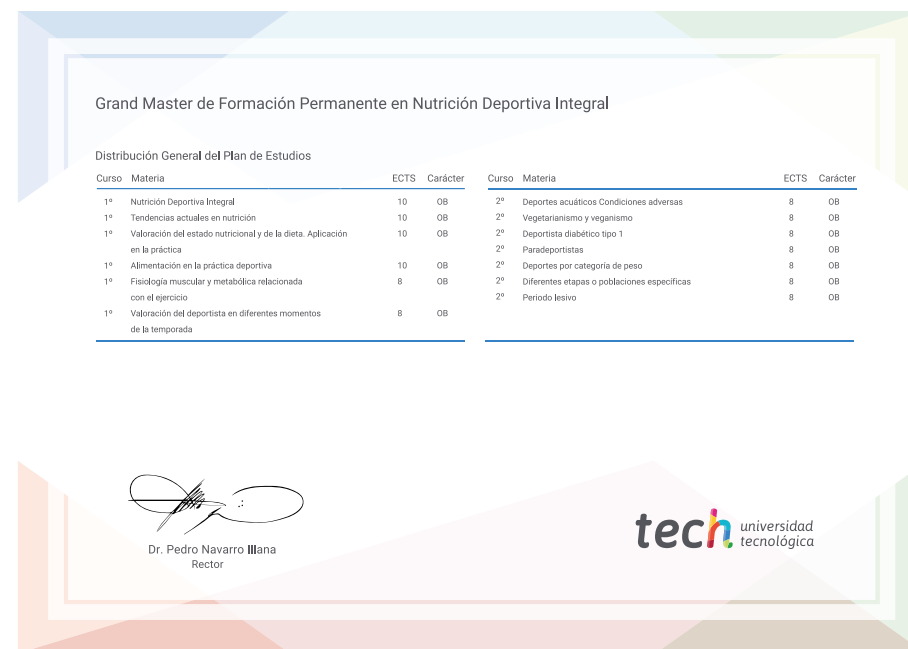 Grand Master de Formación Permanente en Nutrición Deportiva Integral
Distribución General del Plan de Estudios
Curso Materia ECTS Carácter
1º Nutrición Deportiva Integral 10 OB
1º Tendencias actuales en nutrición 10 OB
1º Valoración del estado nutricional y de la dieta. Aplicación 10 OB
en la práctica
1º Alimentación en la práctica deportiva 10 OB
1º Fisiología muscular y metabólica relacionada 8 OB
con el ejercicio
1º Valoración del deportista en diferentes momentos 8 OB
de la temporada
Curso Materia ECTS Carácter
2º Deportes acuáticos Condiciones adversas 8 OB
2º Vegetarianismo y veganismo 8 OB
2º Deportista diabético tipo 1 8 OB
2º Paradeportistas 8 OB
2º Deportes por categoría de peso 8 OB
2º Diferentes etapas o poblaciones específicas 8 OB
2º Periodo lesivo 8 OB
Dr. Pedro Navarro Illana
Rector
tech universidad
tecnológica